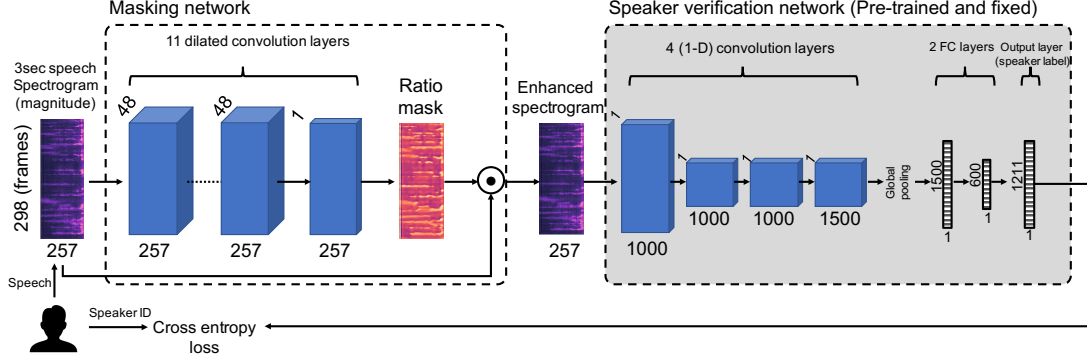 Masking network
Speaker verification network (Pre-trained and fixed)
11 dilated convolution layers
4 (1-D) convolution layers
2 FC layers
Output layer
(speaker label)
3sec speech
Spectrogram
(magnitude)
Ratio
mask
Enhanced
spectrogram
48
48
1
1
1
1
1
298 (frames)
Global
pooling
1500
600
1211
257
257
257
257
257
1000
1000
1000
1500
1
1
1
Speech
Speaker ID
Cross entropy
loss